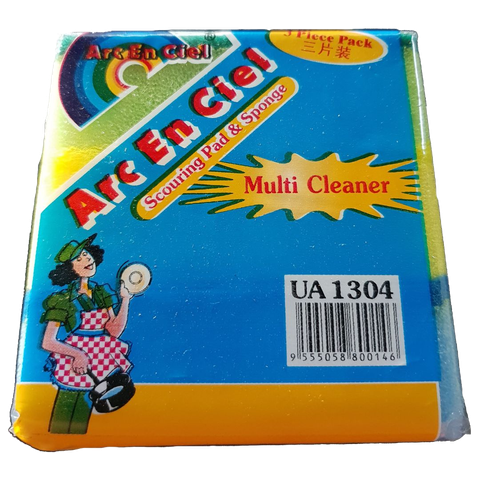 Arc En Ciel
®
3 Piece Pack
三片装
Arc En Ciel
Scouring Pad & Sponge
Multi Cleaner
UA 1304
9 555058 800146